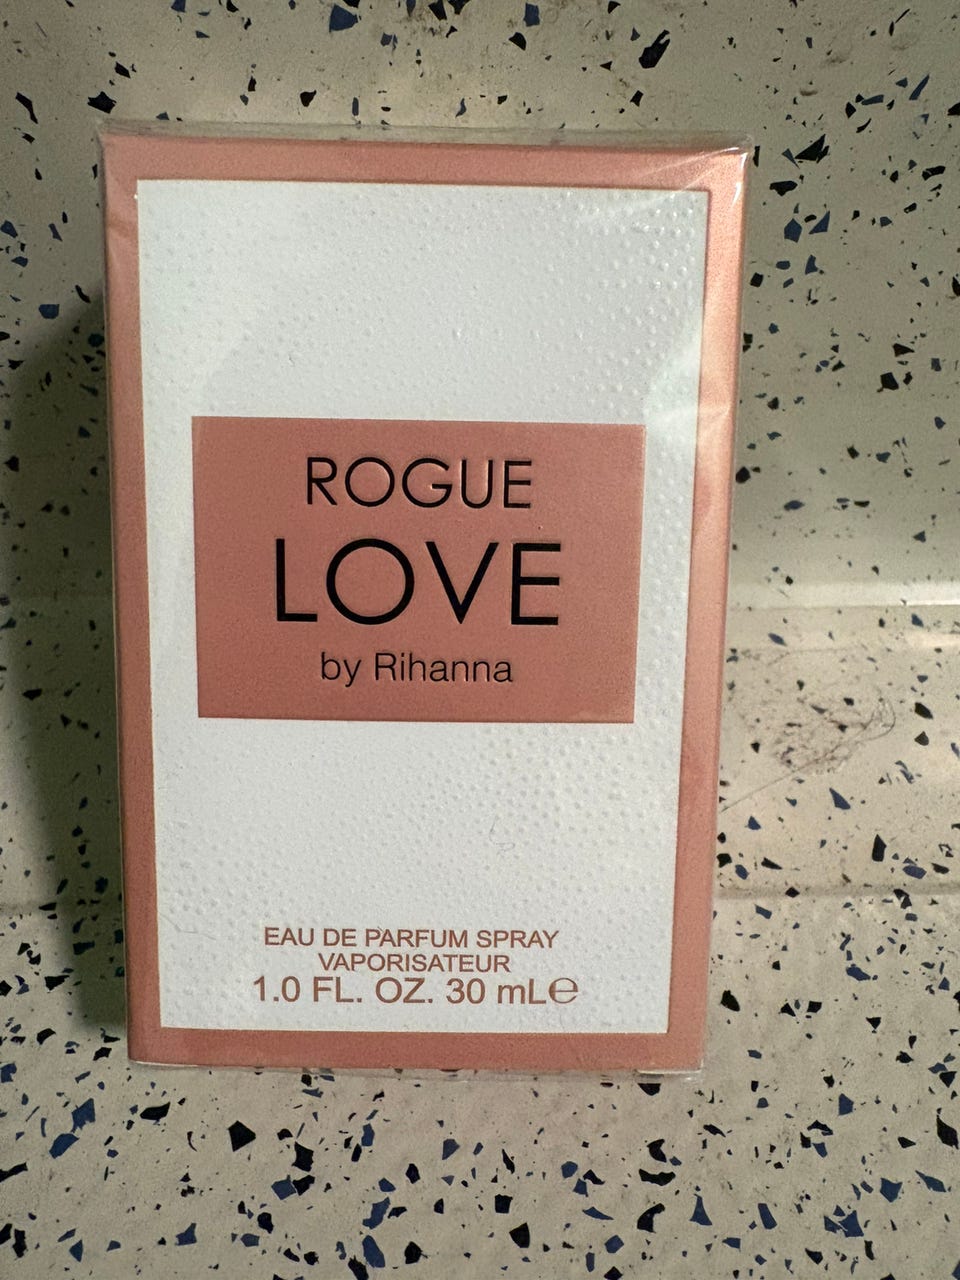 ROGUE
LOVE
by Rihanna
EAU DE PARFUM SPRAY
VAPORISATEUR
1.0 FL. OZ. 30 mL℮